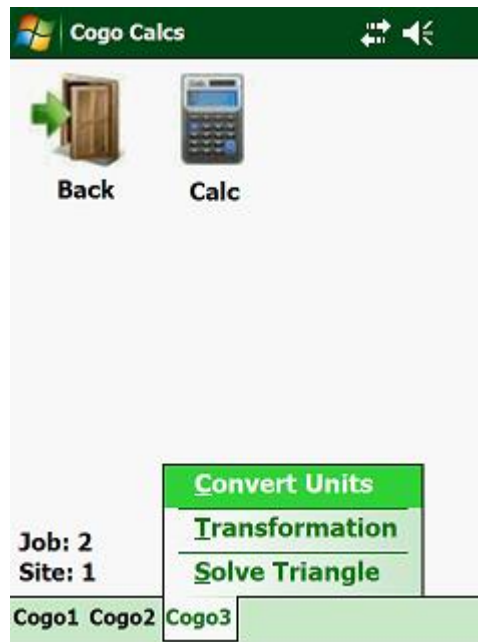 Cogo Calcs
Back Calc
Convert Units
Transformation
Job: 2
Site: 1 Solve Triangle
Cogo1 Cogo2 Cogo3